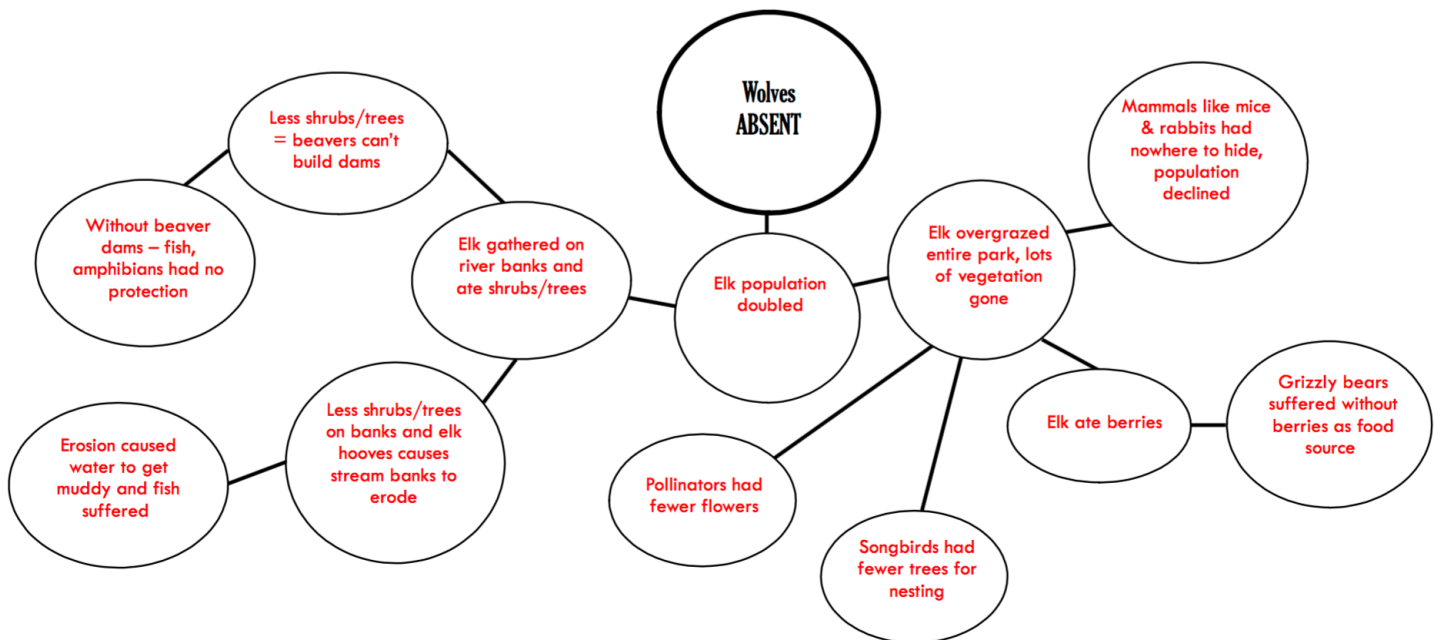 Wolves
ABSENT
Less shrubs/trees
= beavers can't
build dams
Without beaver
dams – fish,
amphibians had no
protection
Elk gathered on
river banks and
ate shrubs/trees
Elk population
doubled
Elk overgrazed
entire park, lots
of vegetation
gone
Mammals like mice
& rabbits had
nowhere to hide,
population
declined
Erosion caused
water to get
muddy and fish
suffered
Less shrubs/trees
on banks and elk
hooves causes
stream banks to
erode
Pollinators had
fewer flowers
Songbirds had
fewer trees for
nesting
Elk ate berries
Grizzly bears
suffered without
berries as food
source